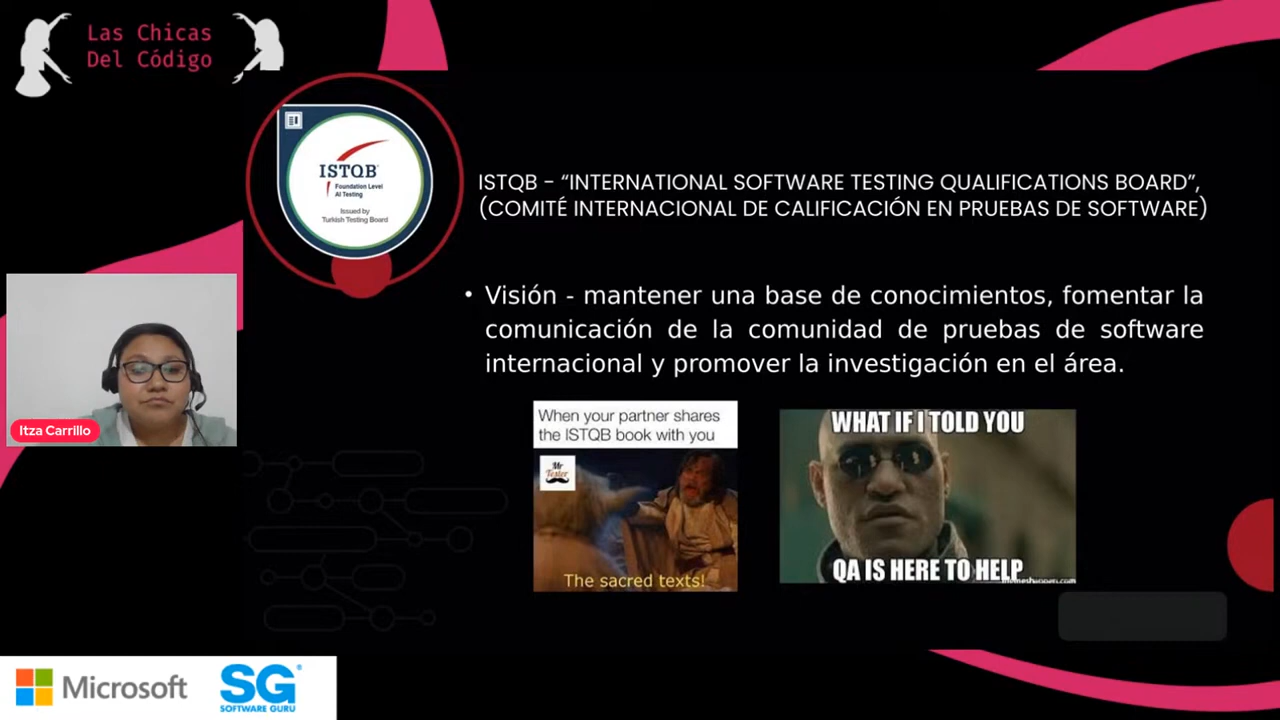 Las Chicas
Del Código
ISTQB
Foundation Level
AI Testing
Issued by
Turkish Testing Board
ISTQB - “INTERNATIONAL SOFTWARE TESTING QUALIFICATIONS BOARD”,
(COMITÉ INTERNACIONAL DE CALIFICACIÓN EN PRUEBAS DE SOFTWARE)
• Visión - mantener una base de conocimientos, fomentar la
comunicación de la comunidad de pruebas de software
internacional y promover la investigación en el área.
When your partner shares
the ISTQB book with you
Mr
Tester
The sacred texts!
WHAT IF I TOLD YOU
QA IS HERE TO HELP
Itza Carrillo
Microsoft
SG
SOFTWARE GURU